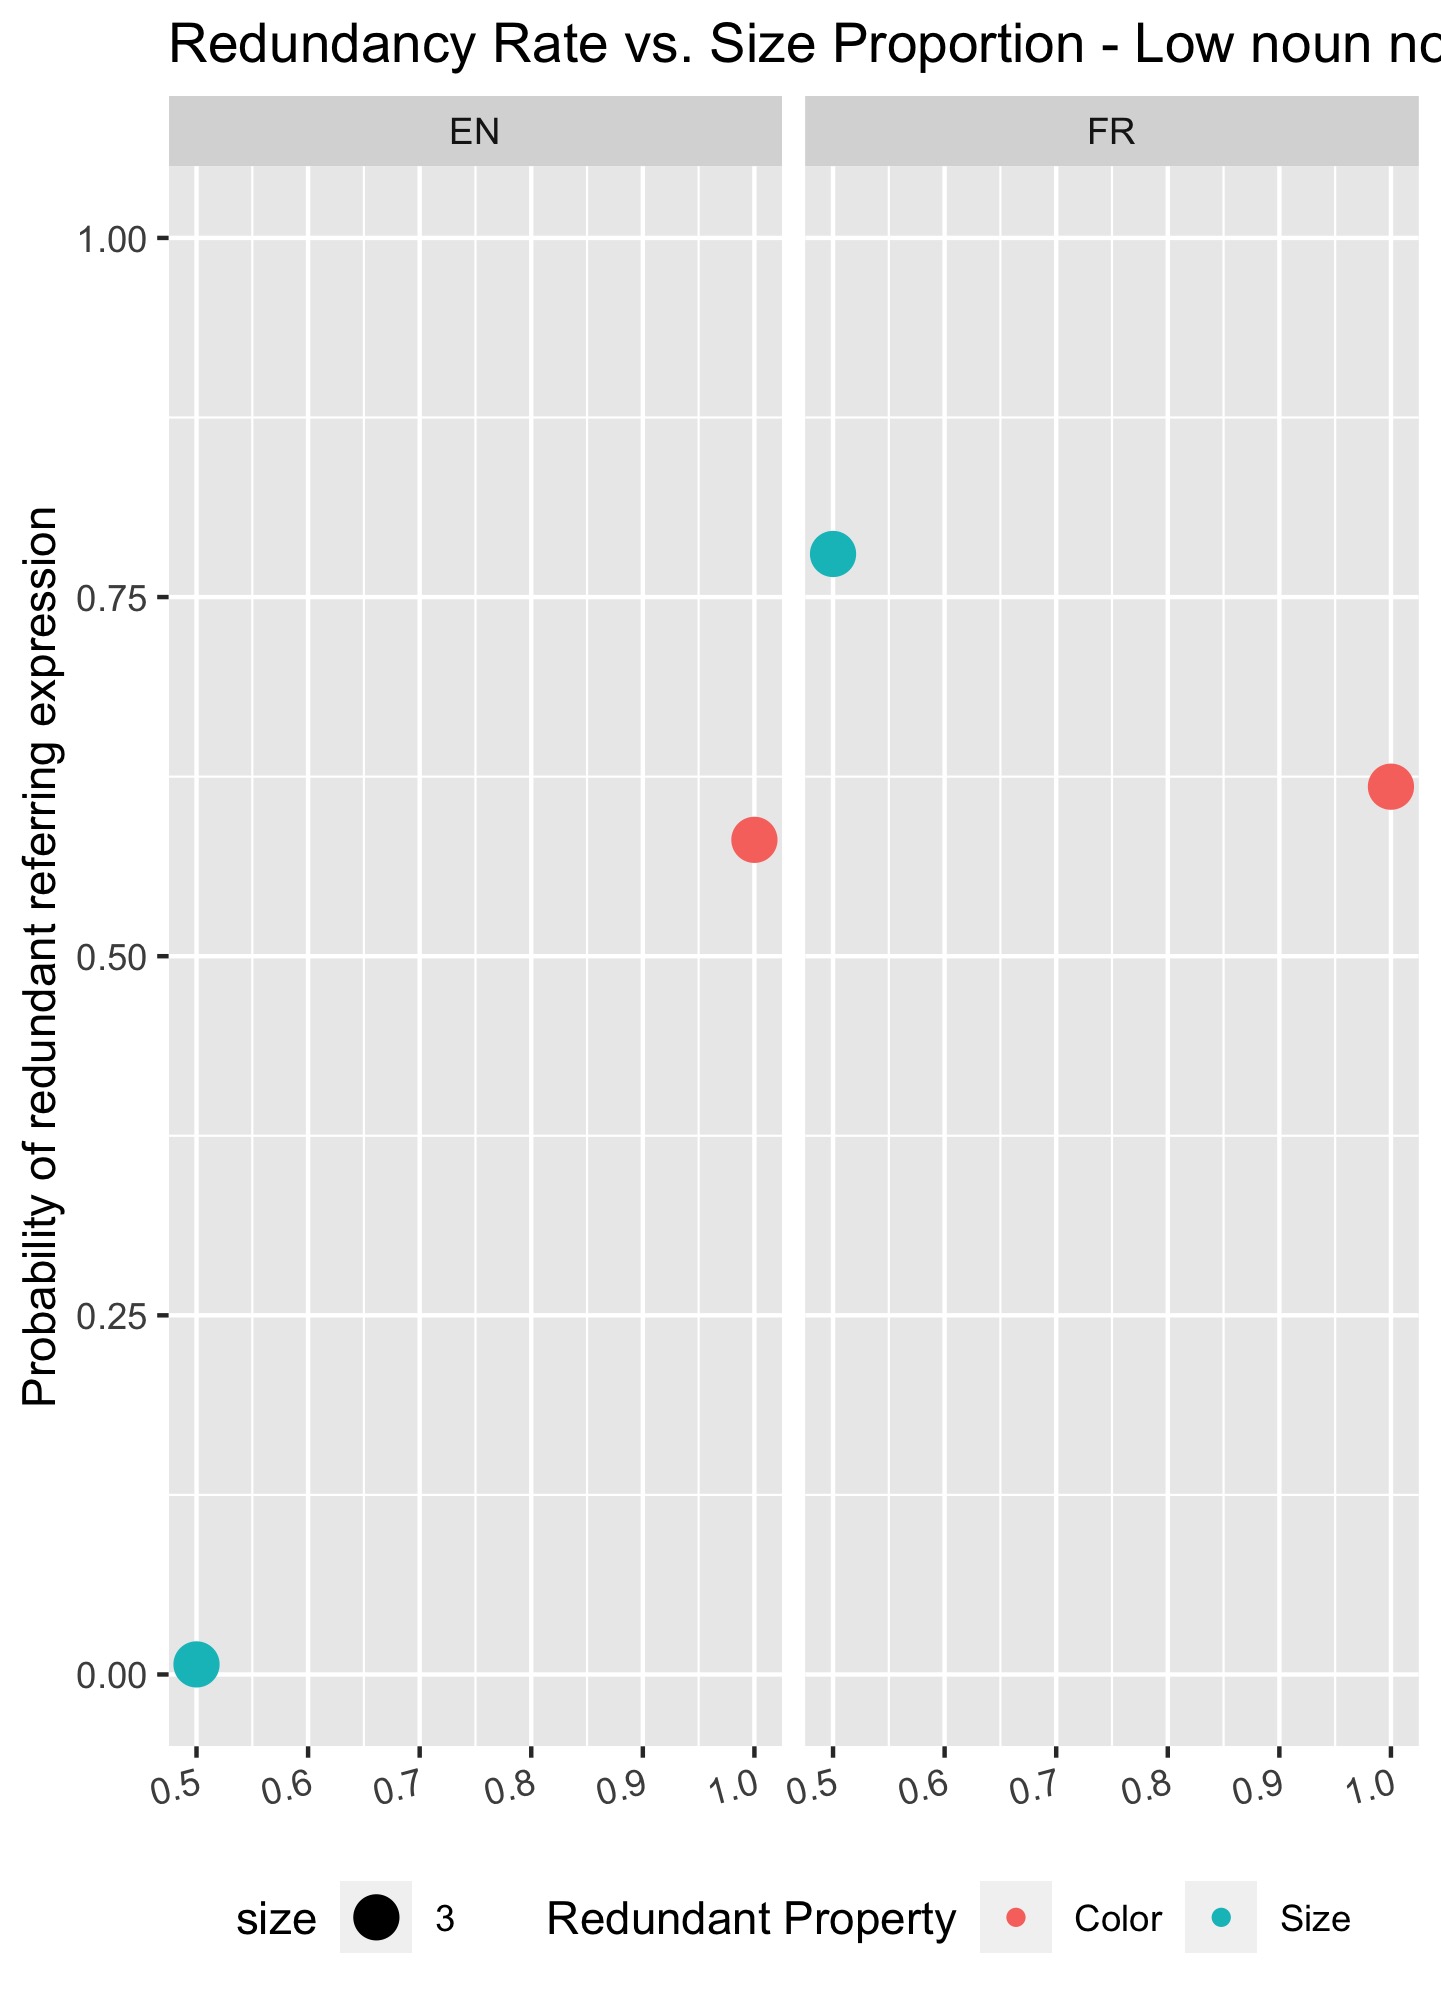 Redundancy Rate vs. Size Proportion - Low noun
EN FR
1.00
0.75
0.50
0.25
0.00
Probability of redundant referring expression
0.5 0.6 0.7 0.8 0.9 1.0 0.5 0.6 0.7 0.8 0.9 1.0
size 3 Redundant Property Color Size